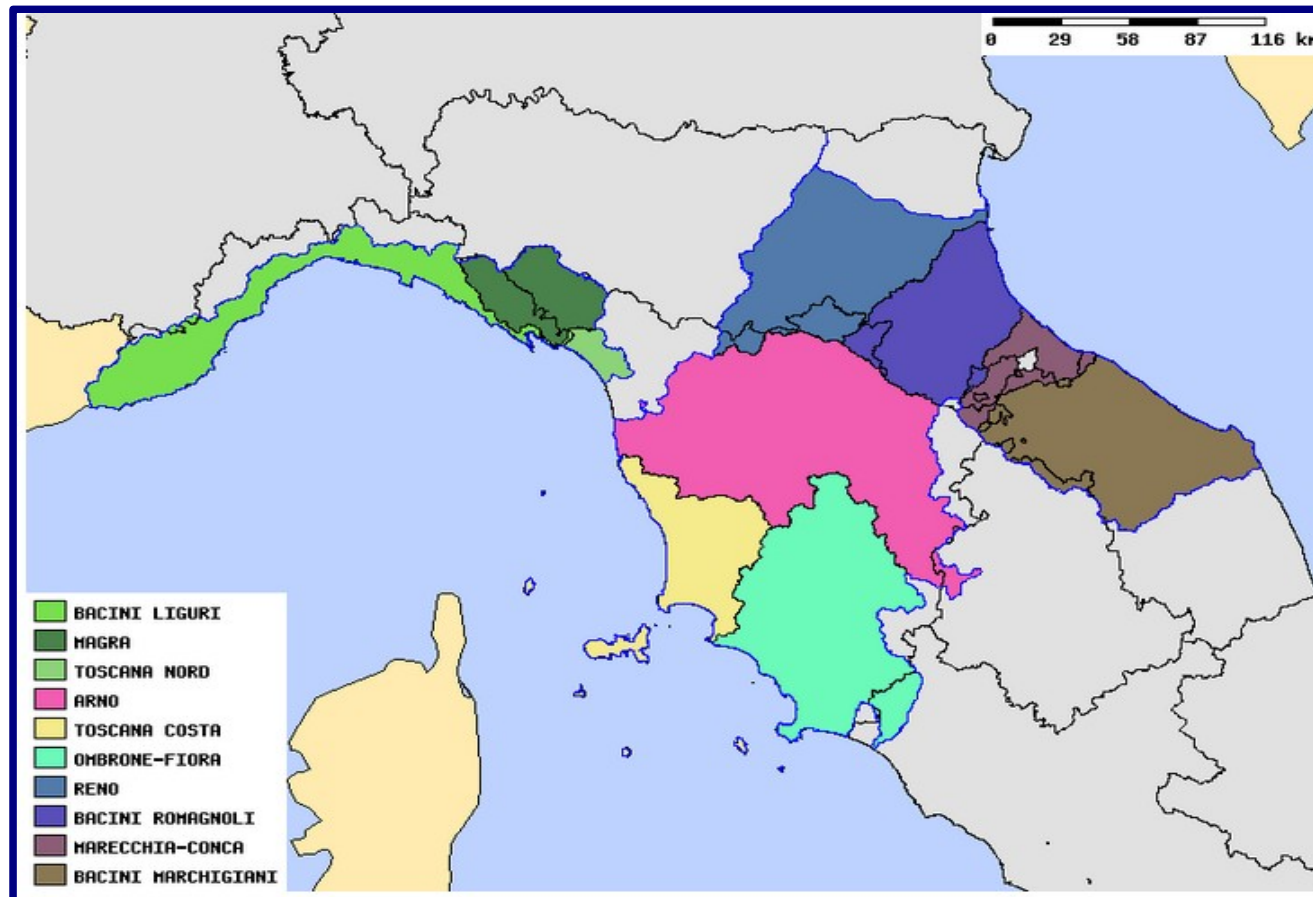 0 29 58 87 116 km
BACINI LIGURI
MAGRA
TOSCANA NORD
ARNO
TOSCANA COSTA
OMBRONE-FIORA
RENO
BACINI ROMAGNOLI
MARECCHIA-CONCA
BACINI MARCHIGIANI